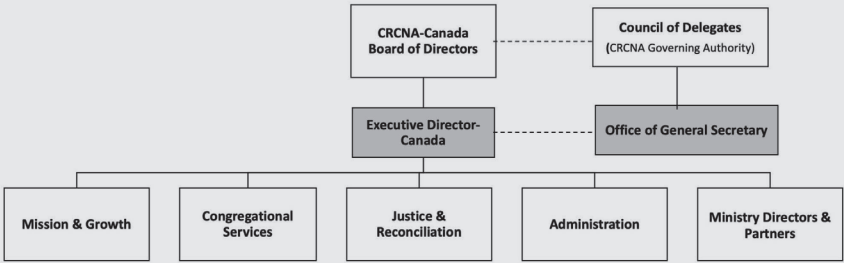 CRCNA-Canada
Board of Directors
Council of Delegates
(CRCNA Governing Authority)
Executive Director-
Canada
Office of General Secretary
Mission & Growth
Congregational
Services
Justice &
Reconciliation
Administration
Ministry Directors &
Partners